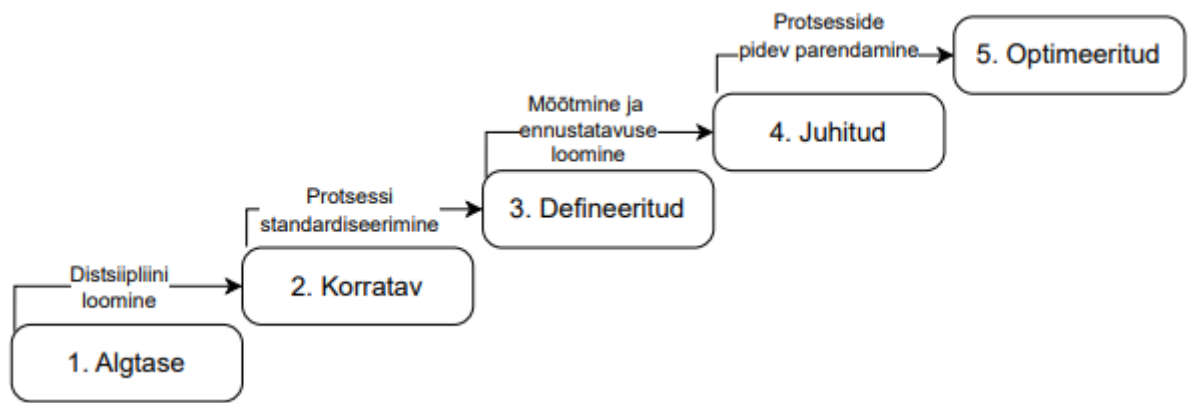 Protsesside
pidev parendamine
5. Optimeeritud
Mõõtmine ja
ennustatavuse
loomine
4. Juhitud
Protsessi
standardiseerimine
3. Defineeritud
Distsiipliini
loomine
2. Korratav
1. Algtase